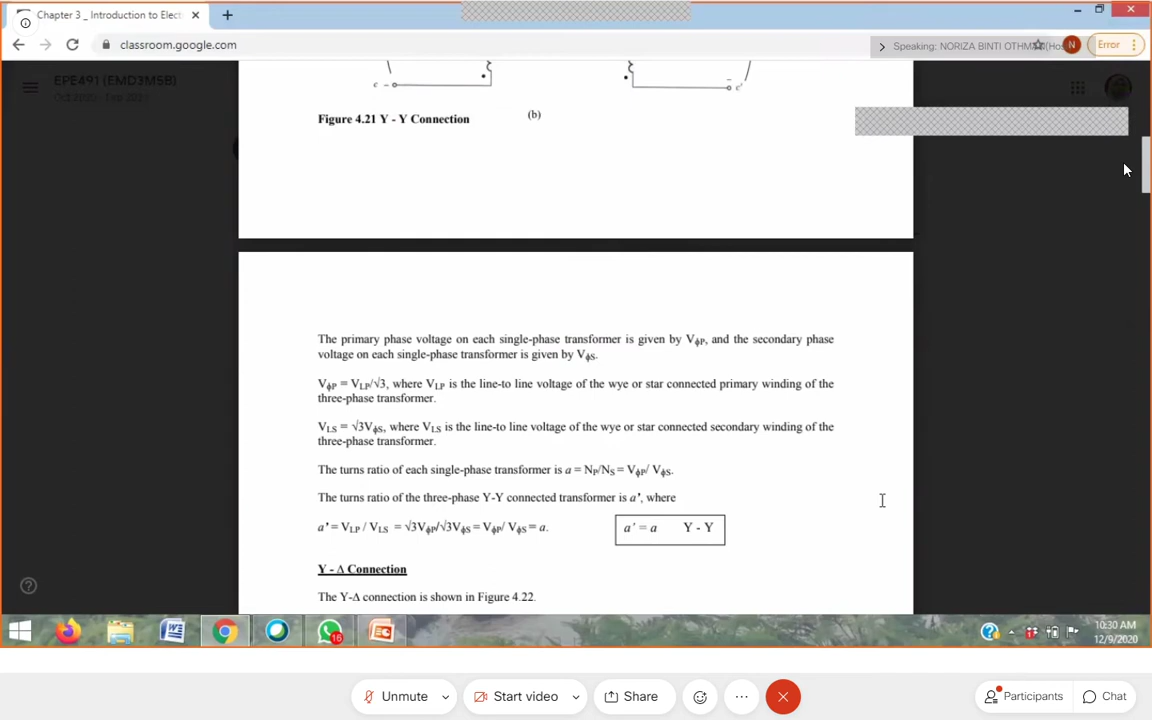 Chapter 3 _ Introduction to Elect
classroom.google.com
Speaking: NORIZA BINTI OTHMAN(Hos
N
Error
EPE491 (EMD3M5B)
c
c'
Figure 4.21 Y - Y Connection
(b)
The primary phase voltage on each single-phase transformer is given by VϕP, and the secondary phase
voltage on each single-phase transformer is given by VϕS.
VϕP = VLP/√3, where VLP is the line-to line voltage of the wye or star connected primary winding of the
three-phase transformer.
VLS = √3VϕS, where VLS is the line-to line voltage of the wye or star connected secondary winding of the
three-phase transformer.
The turns ratio of each single-phase transformer is a = NP/NS = VϕP/ VϕS.
The turns ratio of the three-phase Y-Y connected transformer is a', where
a' = VLP / VLS = √3VϕP/√3VϕS = VϕP/ VϕS = a.
a' = a Y - Y
Y - Δ Connection
The Y-Δ connection is shown in Figure 4.22.
16
10:30 AM
12/9/2020
Unmute
Start video
Share
Participants
Chat